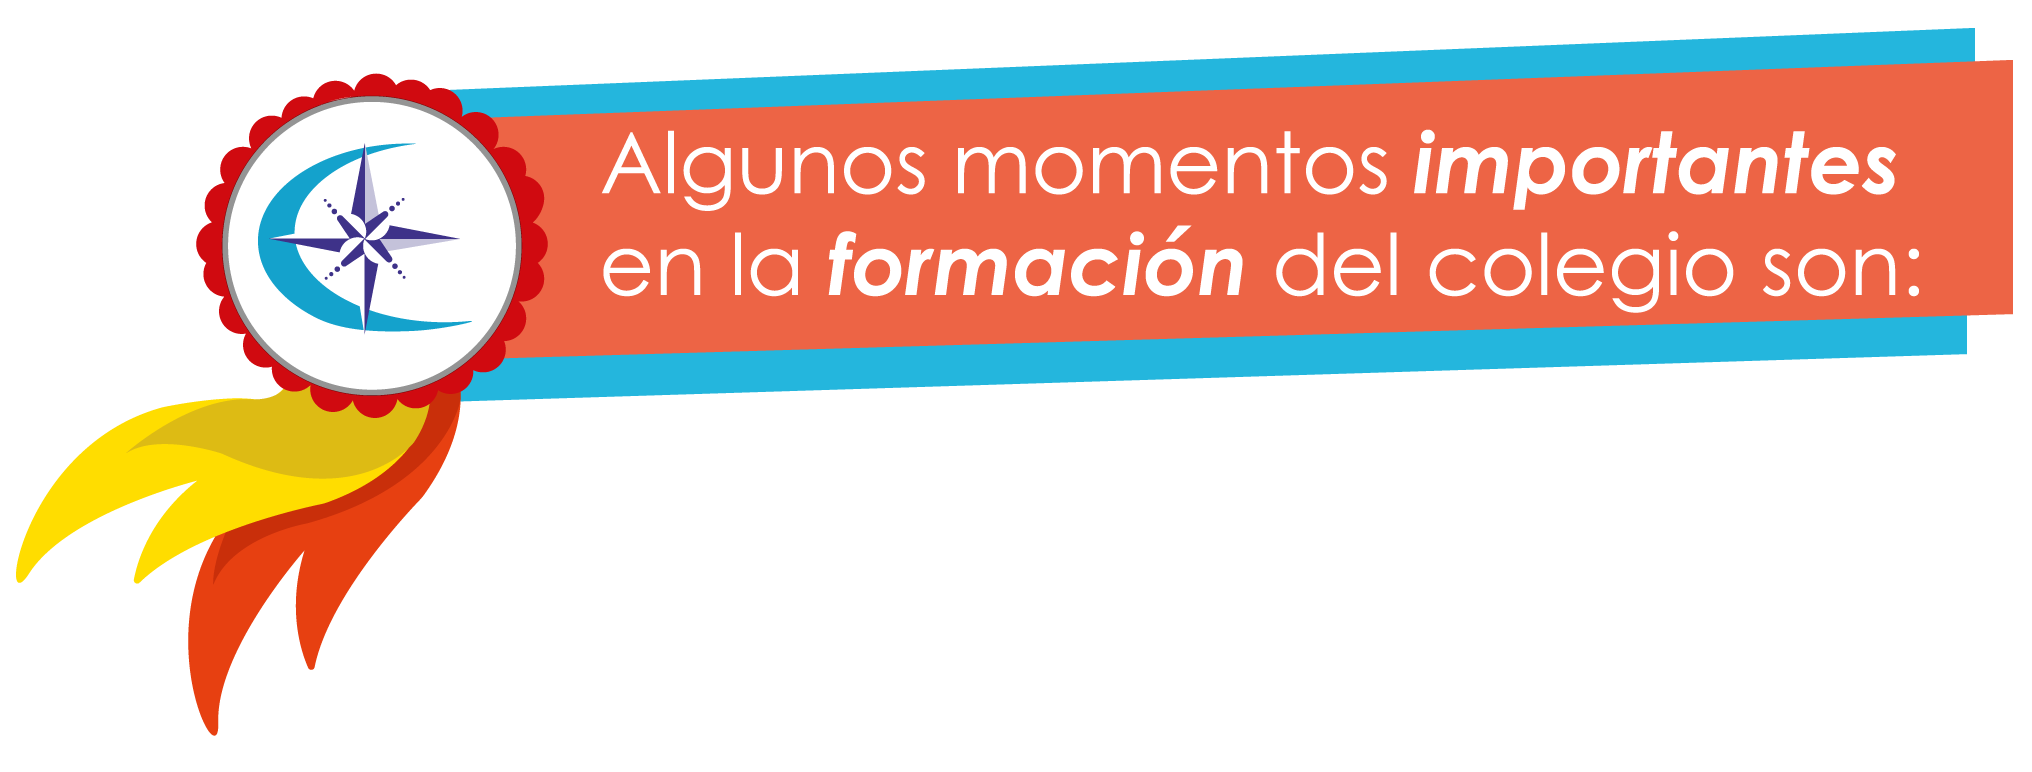 Algunos momentos importantes
en la formación del colegio son: